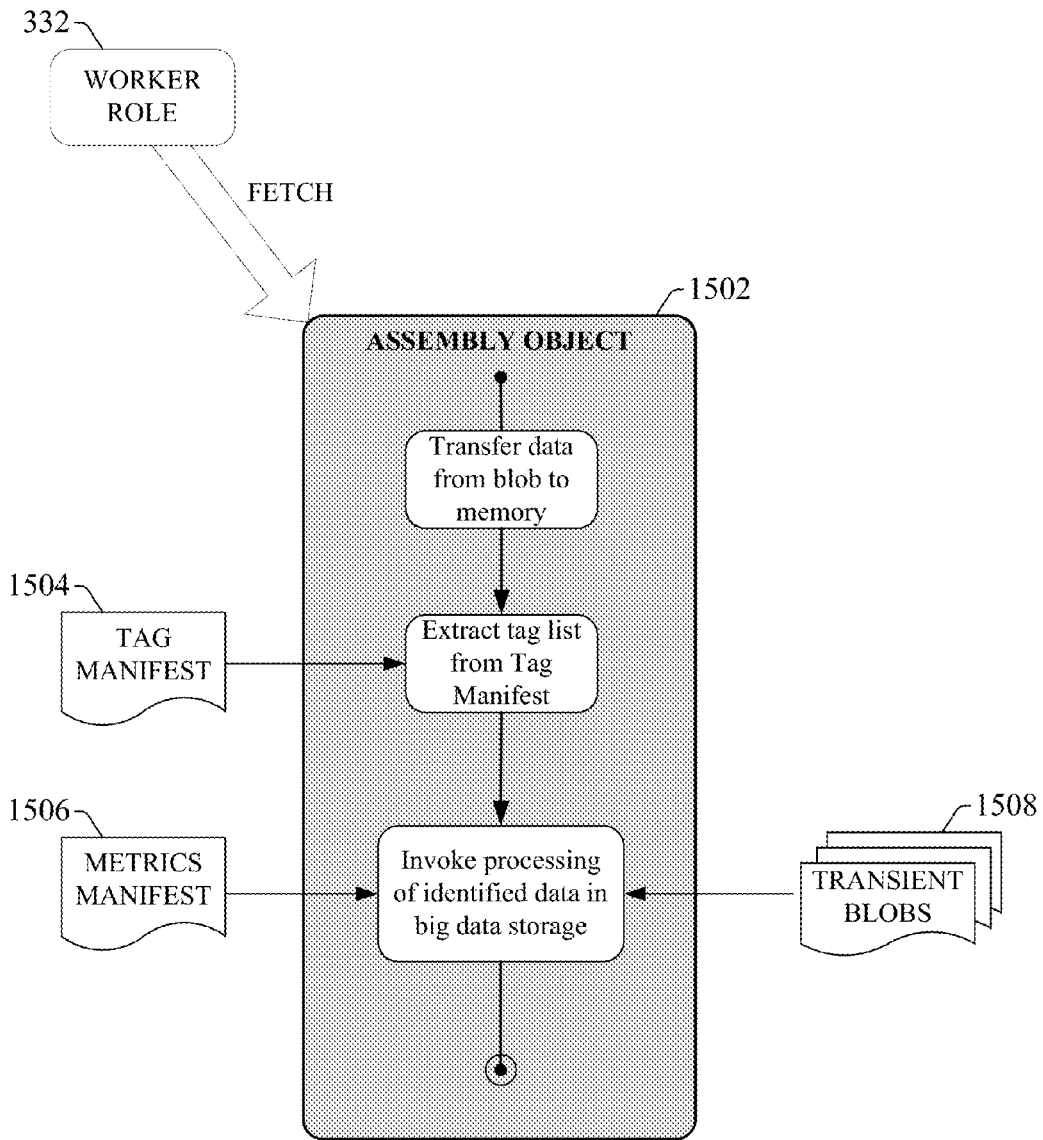 332
WORKER
ROLE
FETCH
1502
ASSEMBLY OBJECT
Transfer data
from blob to
memory
1504
TAG
MANIFEST
Extract tag list
from Tag
Manifest
1506
METRICS
MANIFEST
Invoke processing
of identified data in
big data storage
1508
TRANSIENT
BLOBS